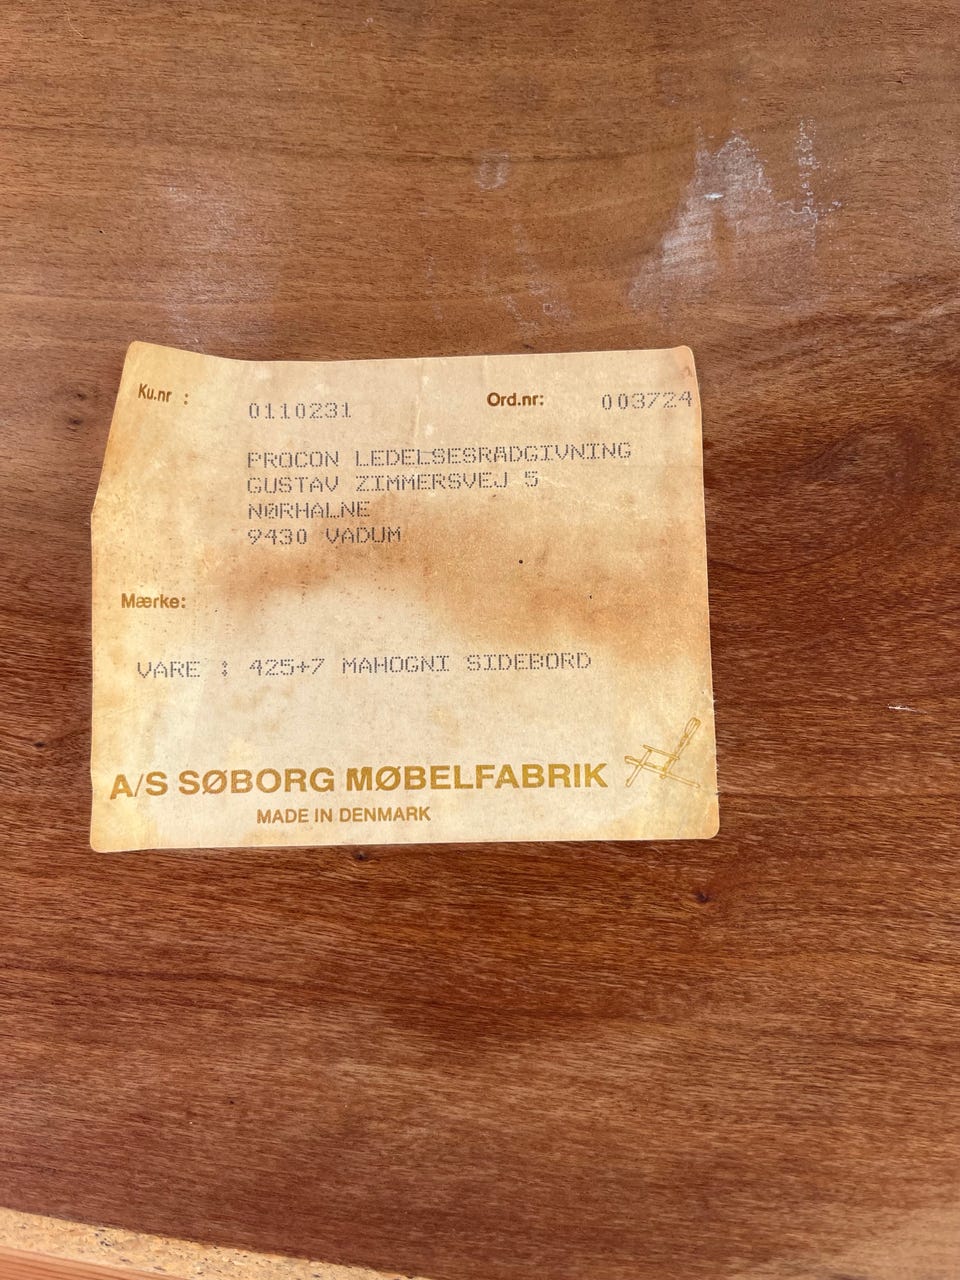 Ku.nr : 0110231 Ord.nr: 003724
PROCON LEDELSESRÅDGIVNING
GUSTAV ZIMMERSVEJ 5
NØRHALNE
9430 VADUM
Mærke:
VARE : 425+7 MAHOGNI SIDEBORD
A/S SØBORG MØBELFABRIK
MADE IN DENMARK